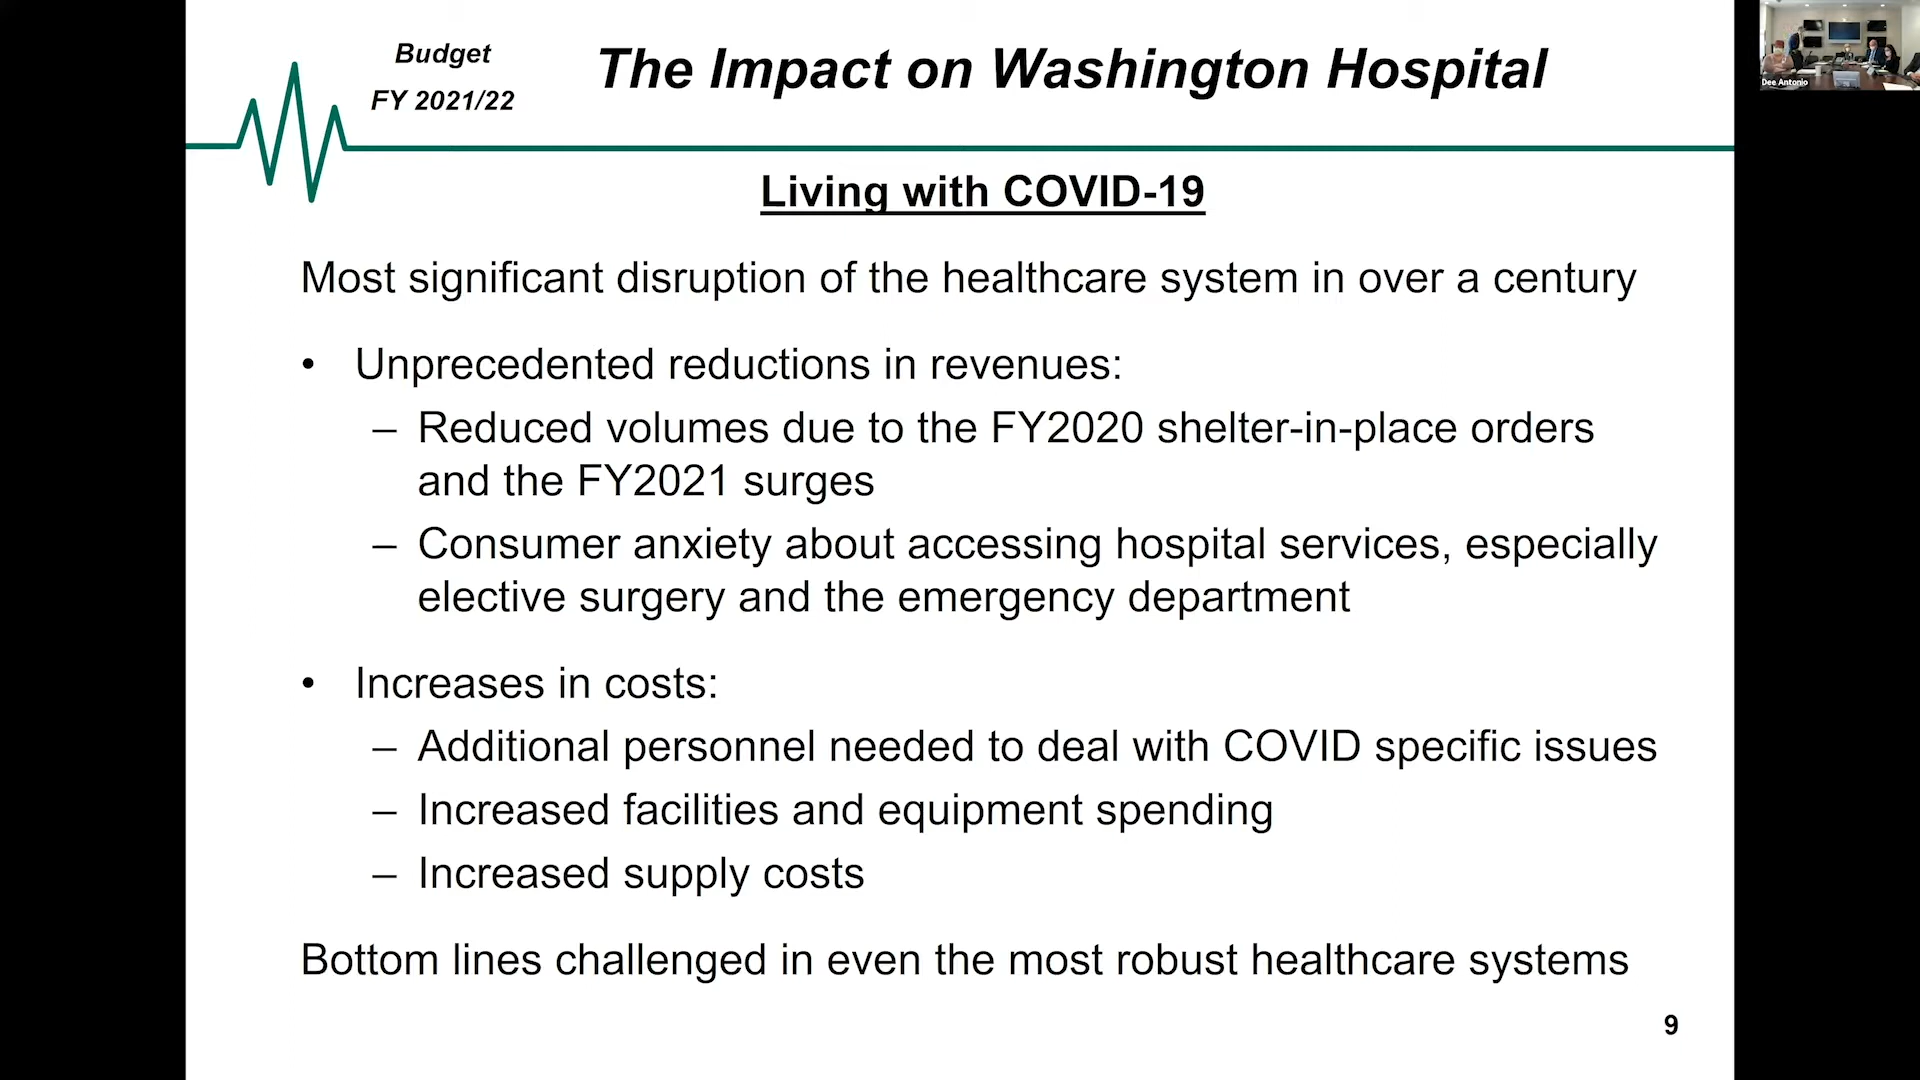 Budget
FY 2021/22
The Impact on Washington Hospital
Living with COVID-19
Most significant disruption of the healthcare system in over a century
• Unprecedented reductions in revenues:
– Reduced volumes due to the FY2020 shelter-in-place orders
and the FY2021 surges
– Consumer anxiety about accessing hospital services, especially
elective surgery and the emergency department
• Increases in costs:
– Additional personnel needed to deal with COVID specific issues
– Increased facilities and equipment spending
– Increased supply costs
Bottom lines challenged in even the most robust healthcare systems
9
Dee Antonio